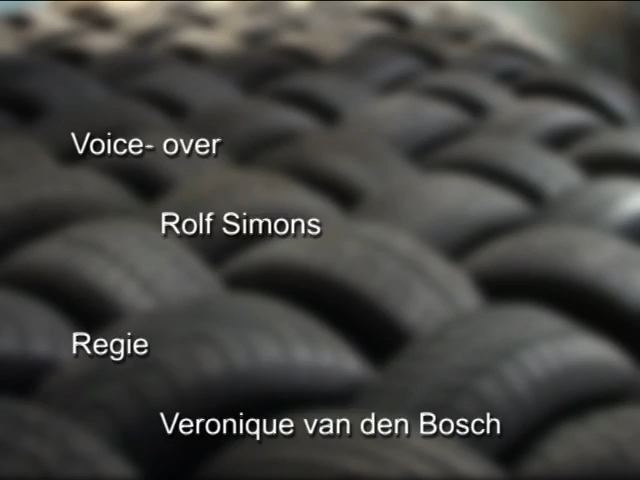 Voice- over
Rolf Simons
Regie
Veronique van den Bosch